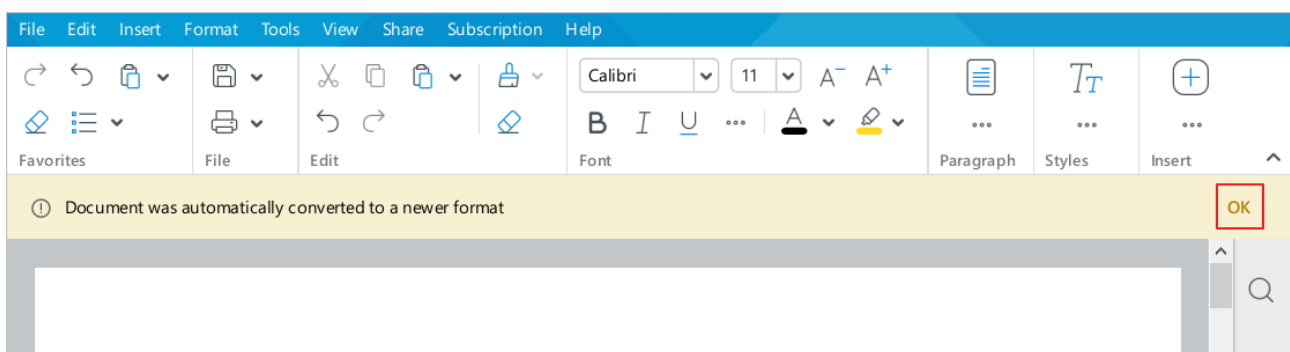 File Edit Insert Format Tools View Share Subscription Help
Calibri 11 A− A+
B I U A
Favorites File Edit Font Paragraph Styles Insert
Document was automatically converted to a newer format OK